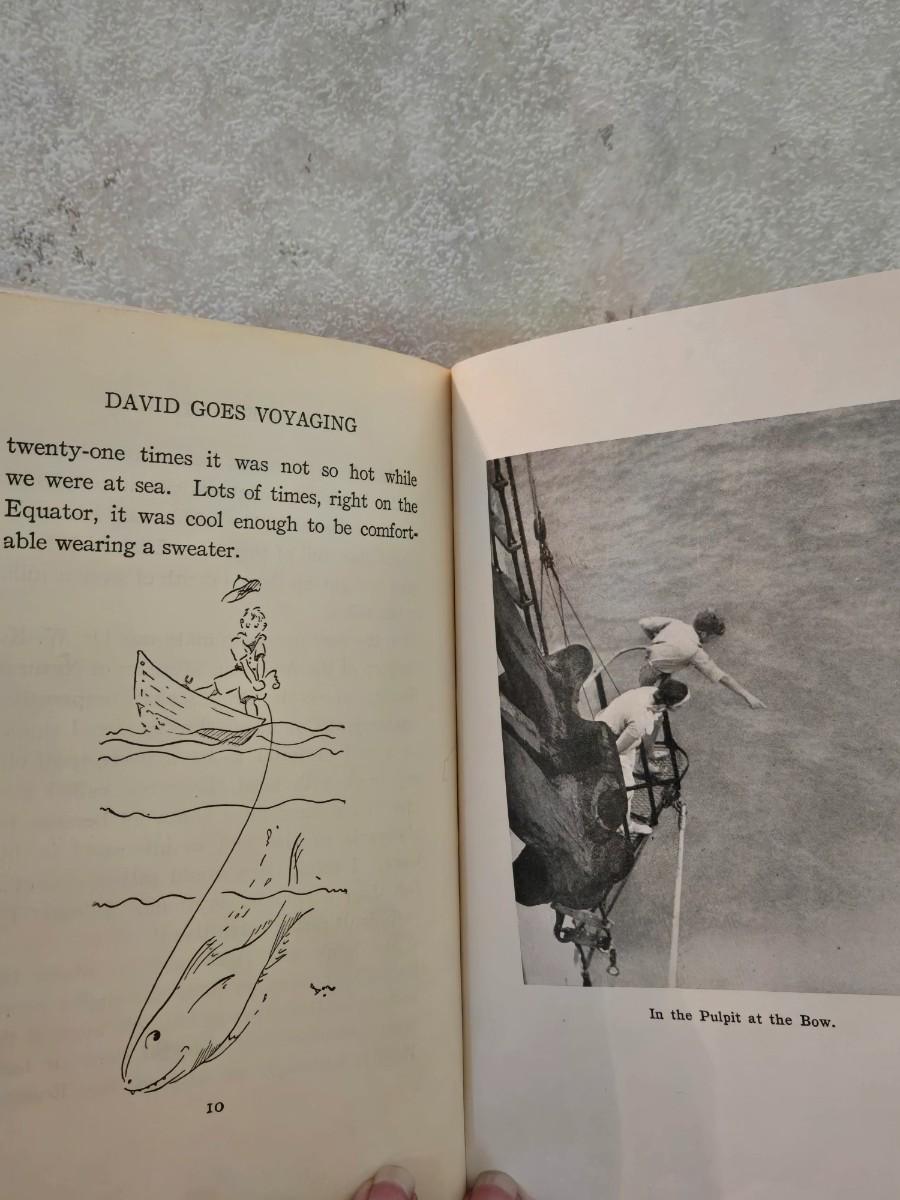 DAVID GOES VOYAGING
twenty-one times it was not so hot while
we were at sea. Lots of times, right on the
Equator, it was cool enough to be comfort-
able wearing a sweater.
10
In the Pulpit at the Bow.